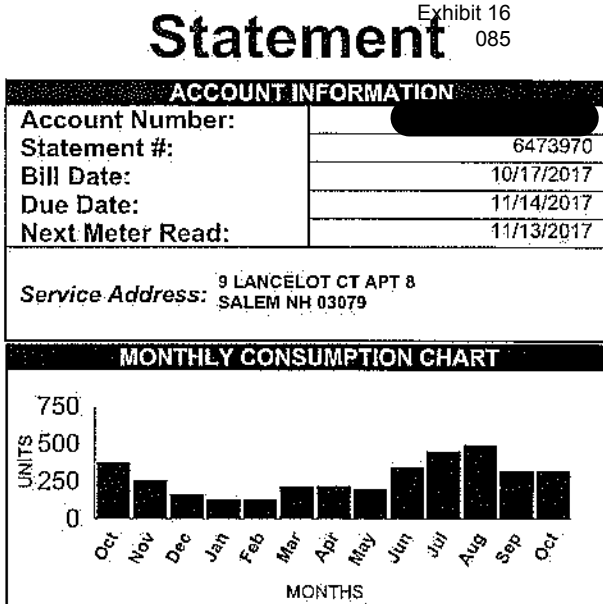 Exhibit 16
Statement
085
ACCOUNT INFORMATION
Account Number:
Statement #: 6473970
Bill Date: 10/17/2017
Due Date: 11/14/2017
Next Meter Read: 11/13/2017
Service Address: 9 LANCELOT CT APT 8
SALEM NH 03079
MONTHLY CONSUMPTION CHART
750
500
250
0
UNITS
Oct Nov Dec Jan Feb Mar Apr May Jun Jul Aug Sep Oct
MONTHS